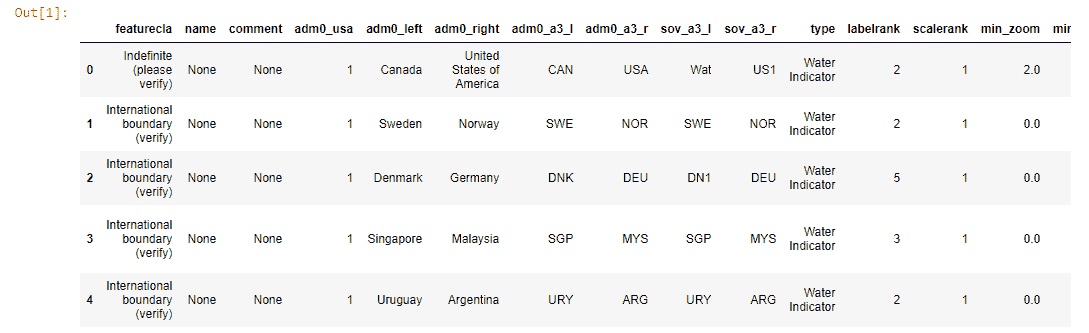 Out[1]:
featurecla name comment adm0_usa adm0_left adm0_right adm0_a3_l adm0_a3_r sov_a3_l sov_a3_r type labelrank scalerank min_zoom min
0 Indefinite (please verify) None None 1 Canada United States of America CAN USA Wat US1 Water Indicator 2 1 2.0
1 International boundary (verify) None None 1 Sweden Norway SWE NOR SWE NOR Water Indicator 2 1 0.0
2 International boundary (verify) None None 1 Denmark Germany DNK DEU DN1 DEU Water Indicator 5 1 0.0
3 International boundary (verify) None None 1 Singapore Malaysia SGP MYS SGP MYS Water Indicator 3 1 0.0
4 International boundary (verify) None None 1 Uruguay Argentina URY ARG URY ARG Water Indicator 2 1 0.0